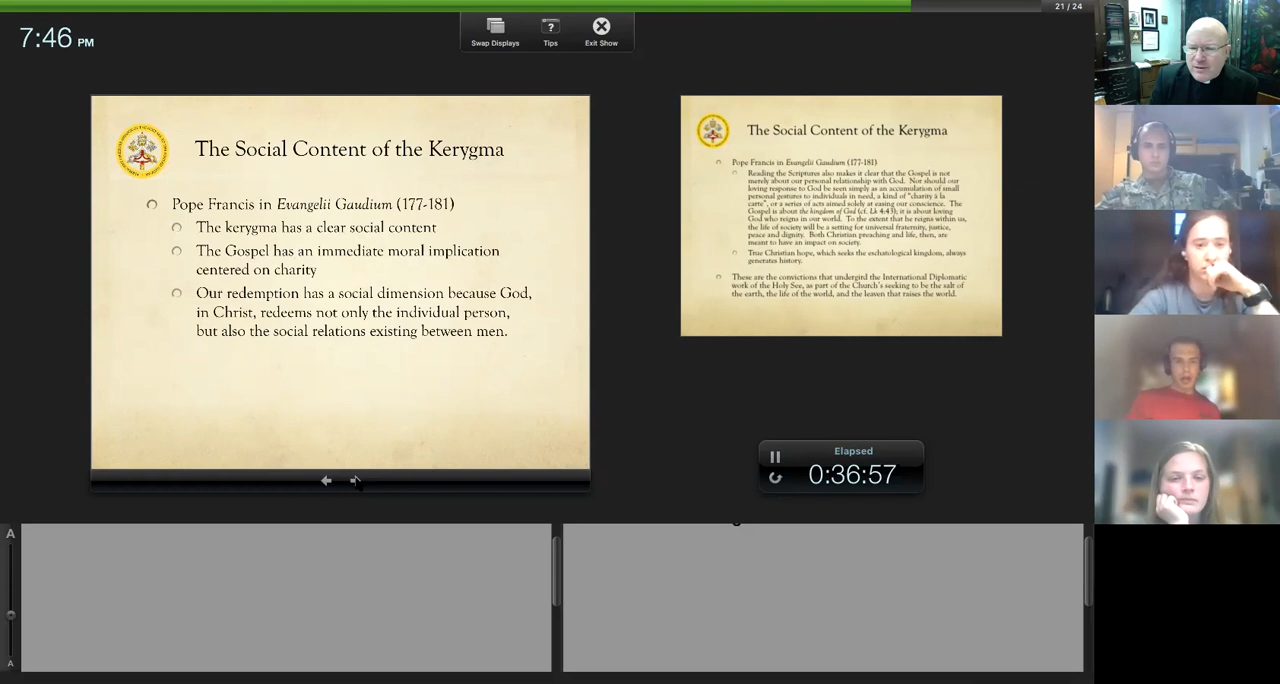 21 / 24
7:46 PM
Swap Displays
Tips
Exit Show
The Social Content of the Kerygma
Pope Francis in Evangelii Gaudium (177-181)
The kerygma has a clear social content
The Gospel has an immediate moral implication
centered on charity
Our redemption has a social dimension because God,
in Christ, redeems not only the individual person,
but also the social relations existing between men.
The Social Content of the Kerygma
Pope Francis in Evangelii Gaudium (177-181)
Reading the Scriptures also makes it clear that the Gospel is not
merely about our personal relationship with God. Nor should our
loving response to God be seen simply as an accumulation of small
personal gestures to individuals in need, a kind of "charity à la
carte", or a series of acts aimed solely at easing our conscience. The
Gospel is about the kingdom of God (cf. Lk 4:43); it is about loving
God who reigns in our world. To the extent that he reigns within us,
the life of society will be a setting for universal fraternity, justice,
peace and dignity. Both Christian preaching and life, then, are
meant to have an impact on society.
True Christian hope, which seeks the eschatological kingdom, always
generates history.
These are the convictions that undergird the International Diplomatic
work of the Holy See, as part of the Church's seeking to be the salt of
the earth, the life of the world, and the leaven that raises the world.
Elapsed
0:36:57
A
A